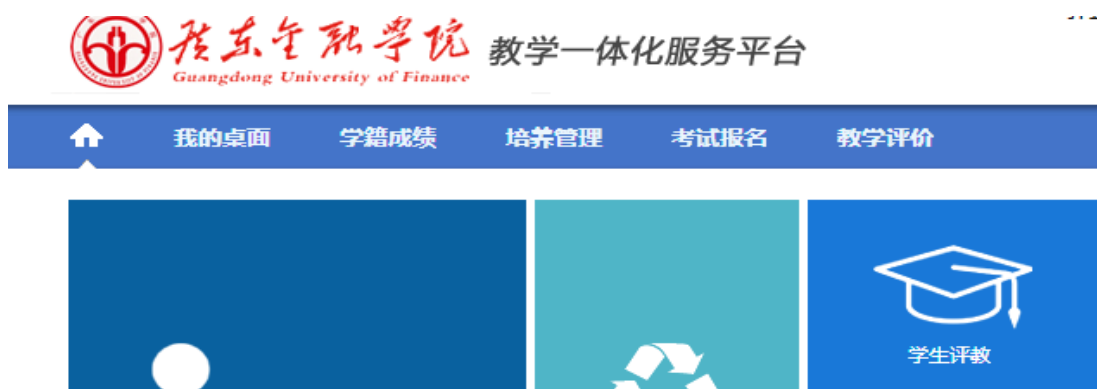 广东金融学院
Guangdong University of Finance
教学一体化服务平台
我的桌面 学籍成绩 培养管理 考试报名 教学评价
学生评教